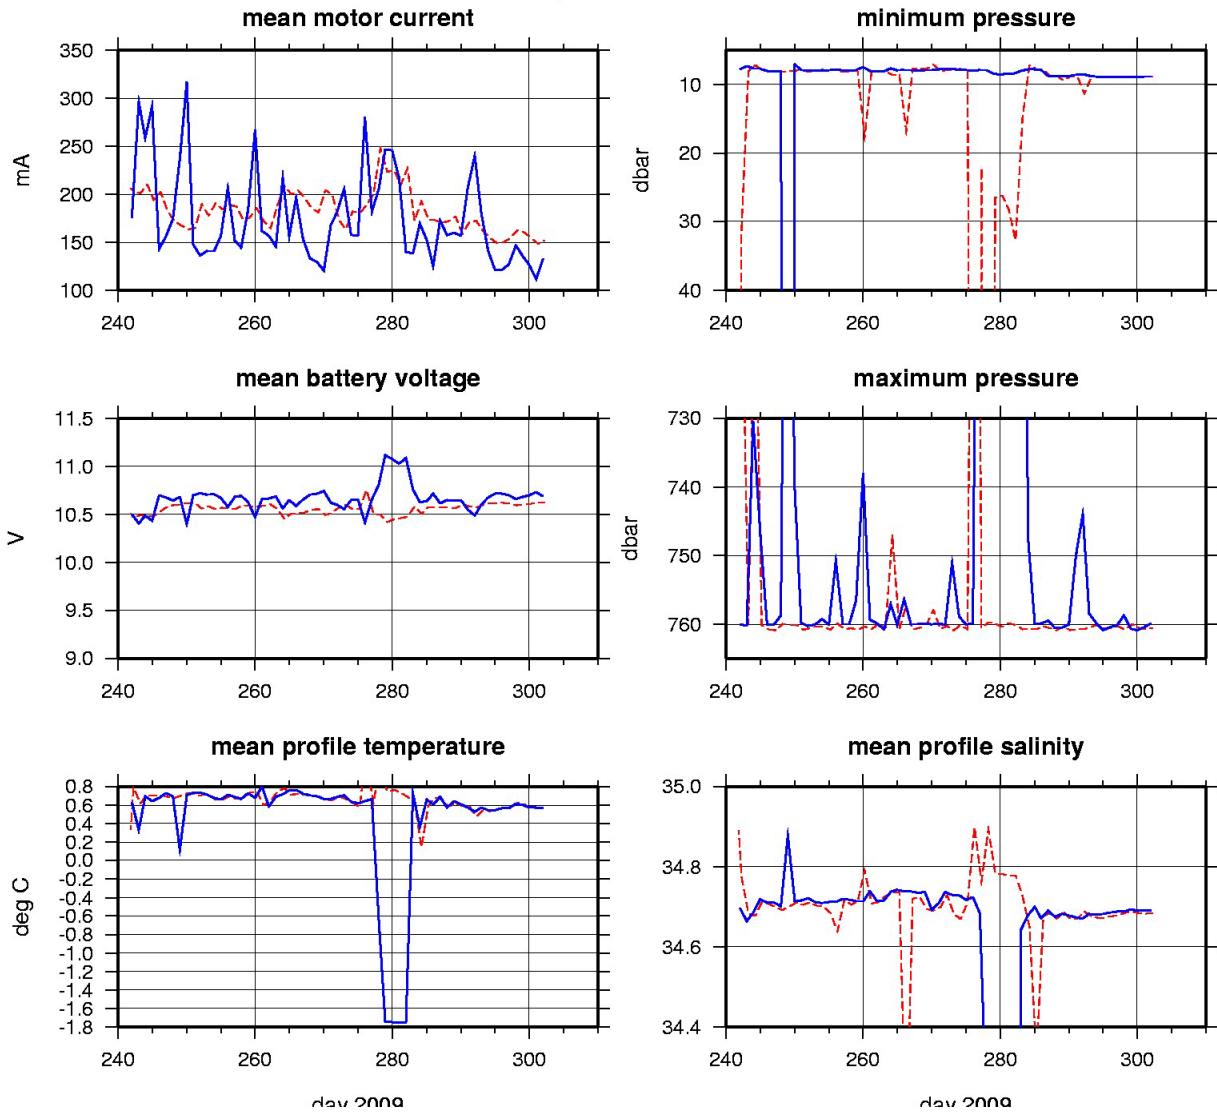 mean motor current
minimum pressure
350
300
250
200
150
100
mA
240 260 280 300
10
20
30
40
dbar
240 260 280 300
mean battery voltage
maximum pressure
11.5
11.0
10.5
10.0
9.5
9.0
V
240 260 280 300
730
740
750
760
dbar
240 260 280 300
mean profile temperature
mean profile salinity
0.8
0.6
0.4
0.2
0.0
-0.2
-0.4
-0.6
-0.8
-1.0
-1.2
-1.4
-1.6
-1.8
deg C
240 260 280 300
35.0
34.8
34.6
34.4
240 260 280 300
day 2009
day 2009